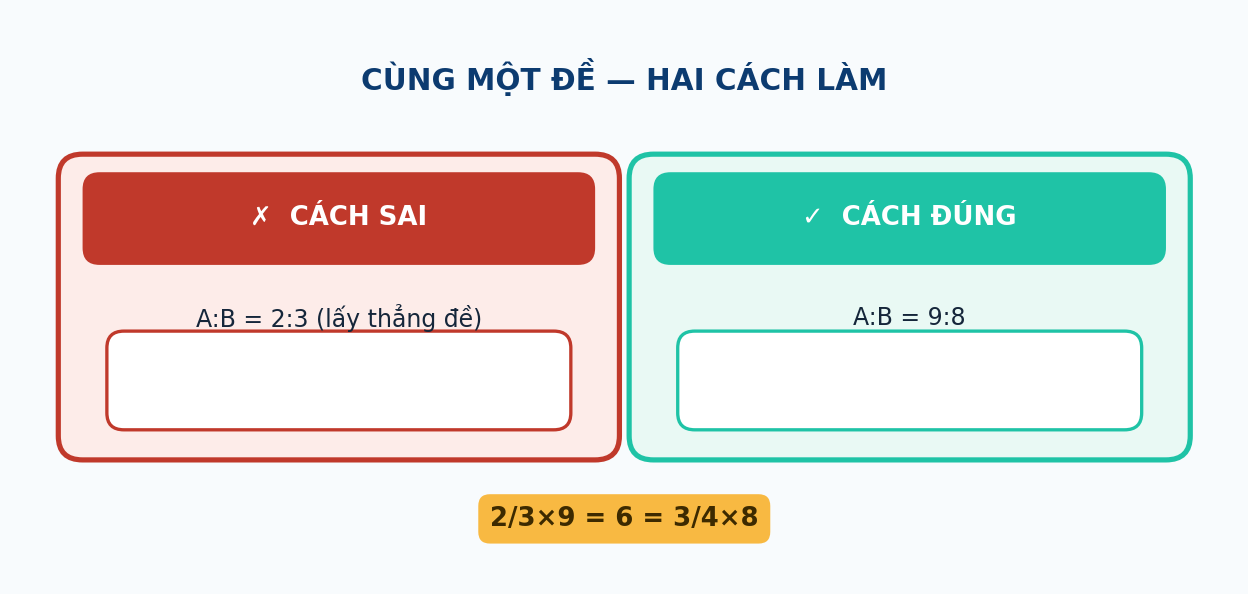 CÙNG MỘT ĐỀ — HAI CÁCH LÀM
✗ CÁCH SAI
A:B = 2:3 (lấy thẳng đề)
✓ CÁCH ĐÚNG
A:B = 9:8
2/3×9 = 6 = 3/4×8